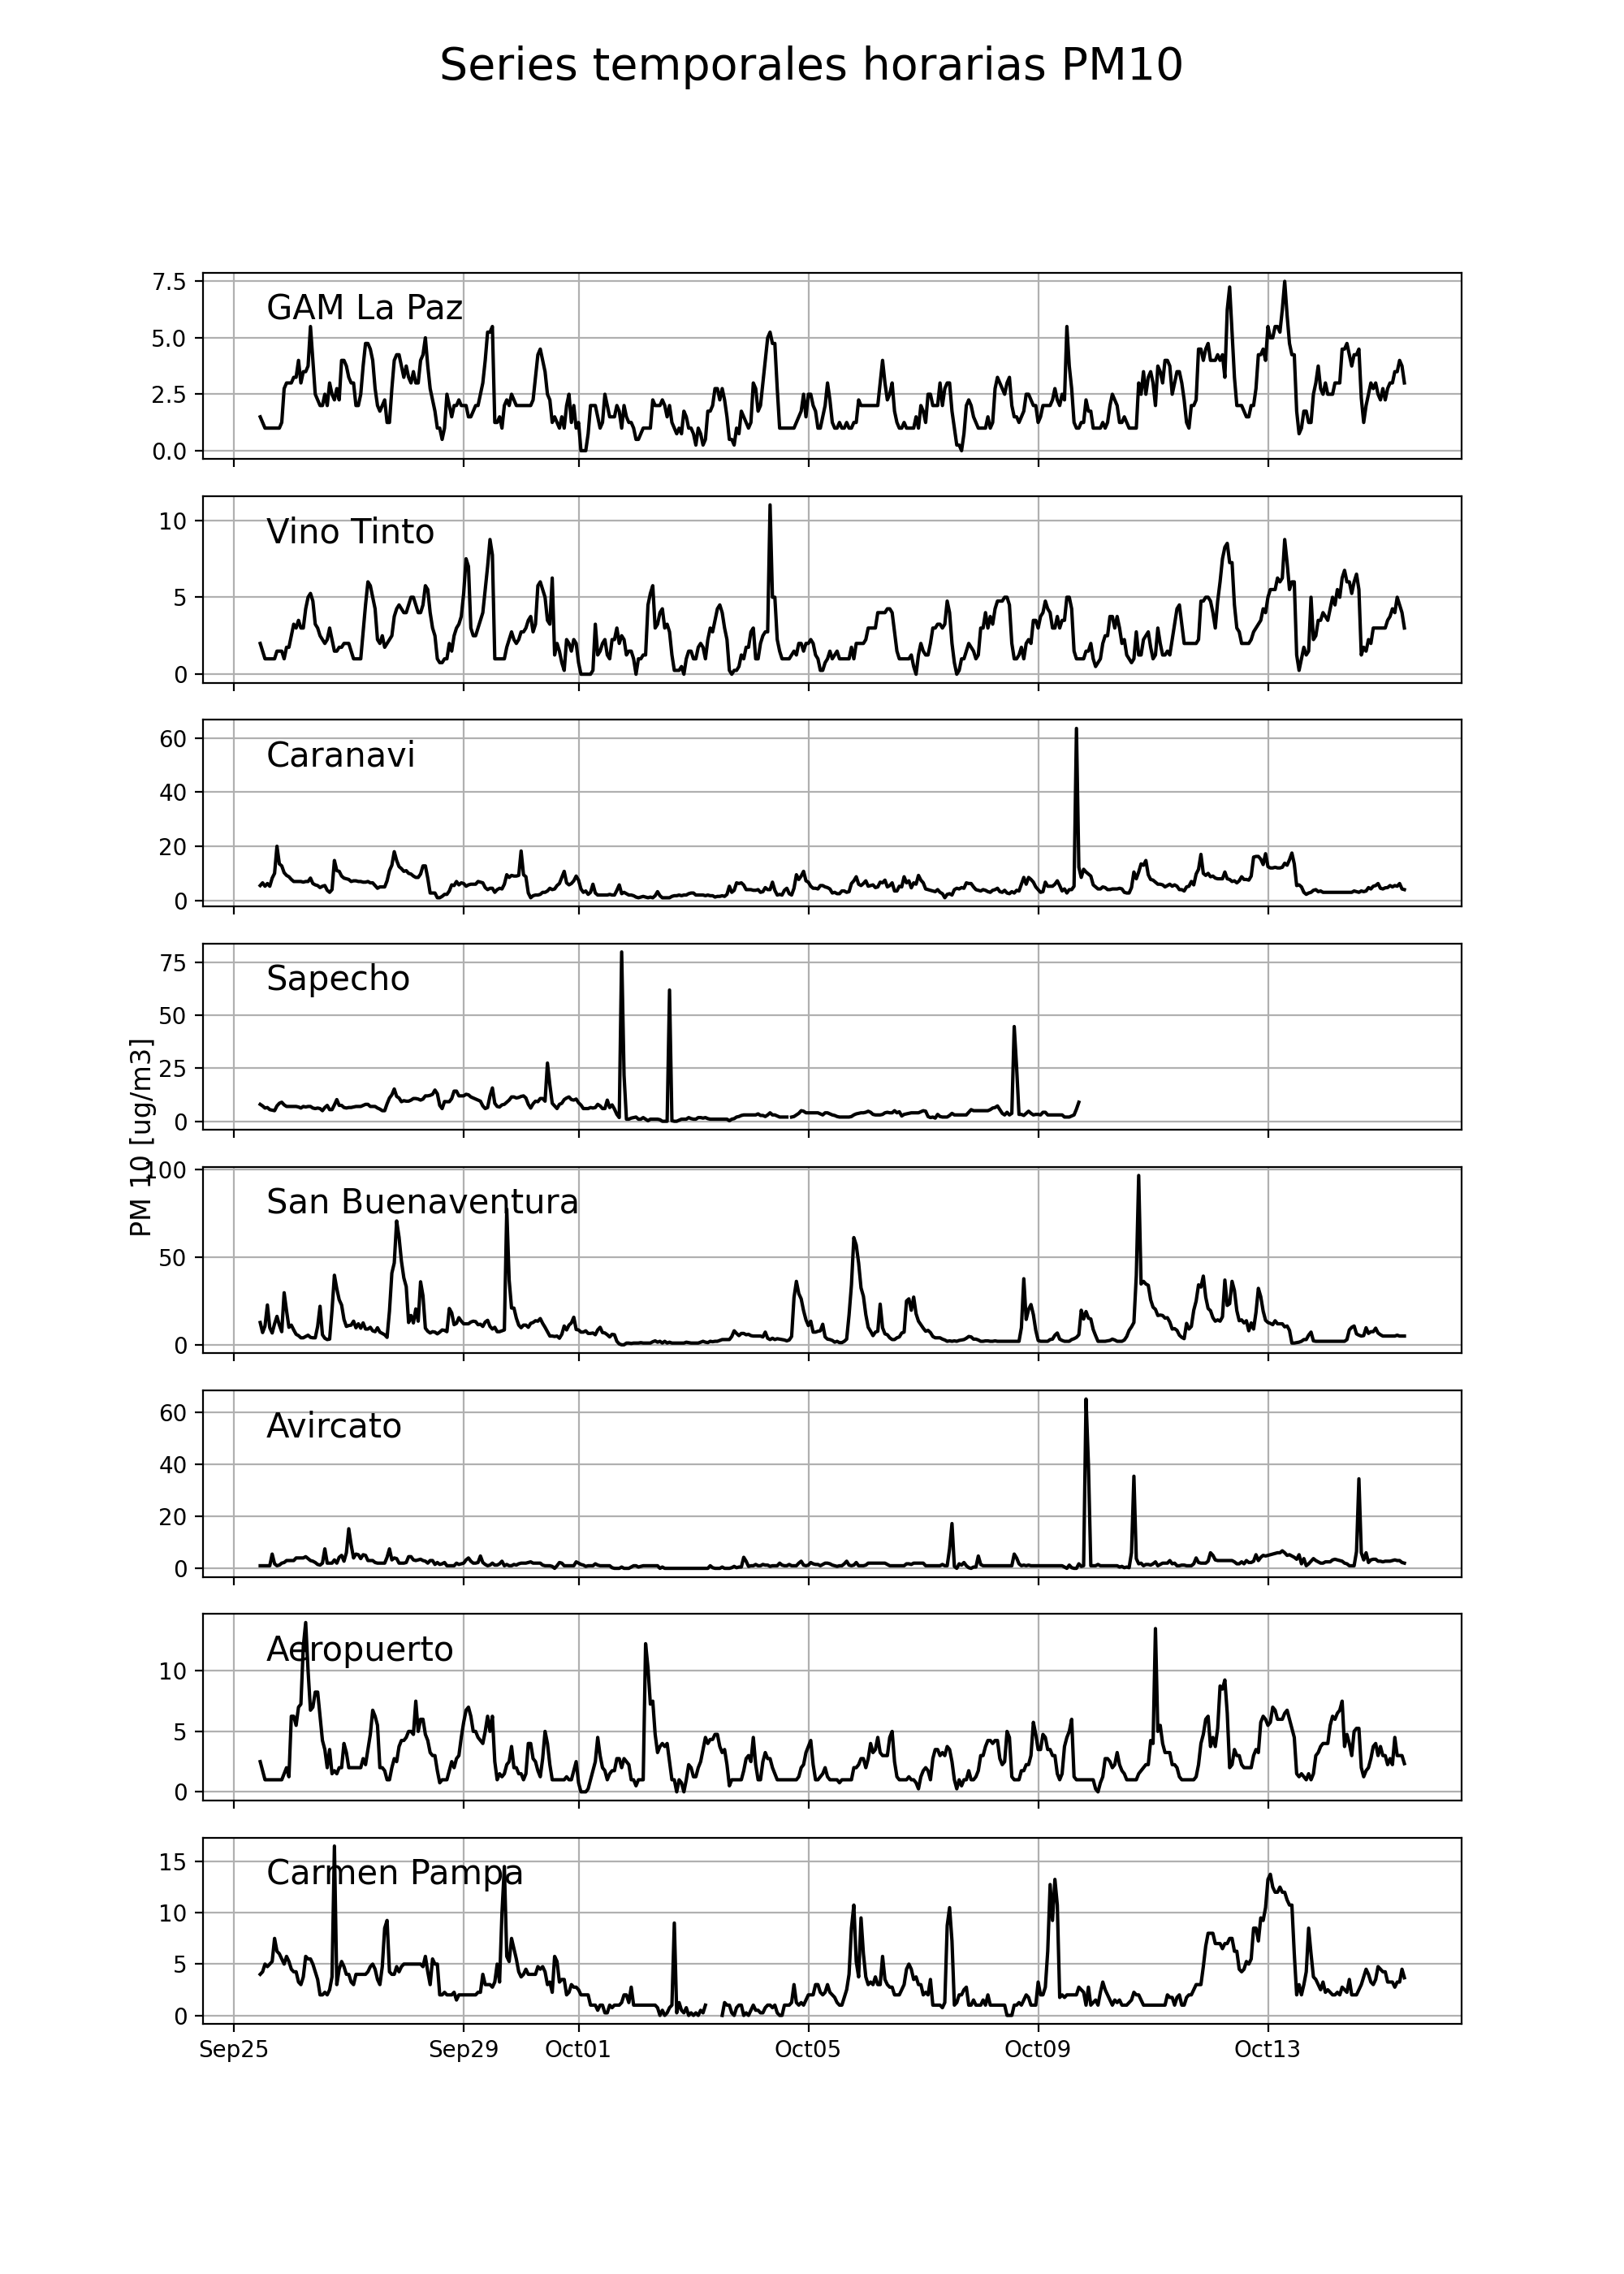 Series temporales horarias PM10
GAM La Paz
7.5
5.0
2.5
0.0
Vino Tinto
10
5
0
Caranavi
60
40
20
0
Sapecho
75
50
25
0
PM 10 [ug/m3]
San Buenaventura
100
50
0
Avircato
60
40
20
0
Aeropuerto
10
5
0
Carmen Pampa
15
10
5
0
Sep25 Sep29 Oct01 Oct05 Oct09 Oct13